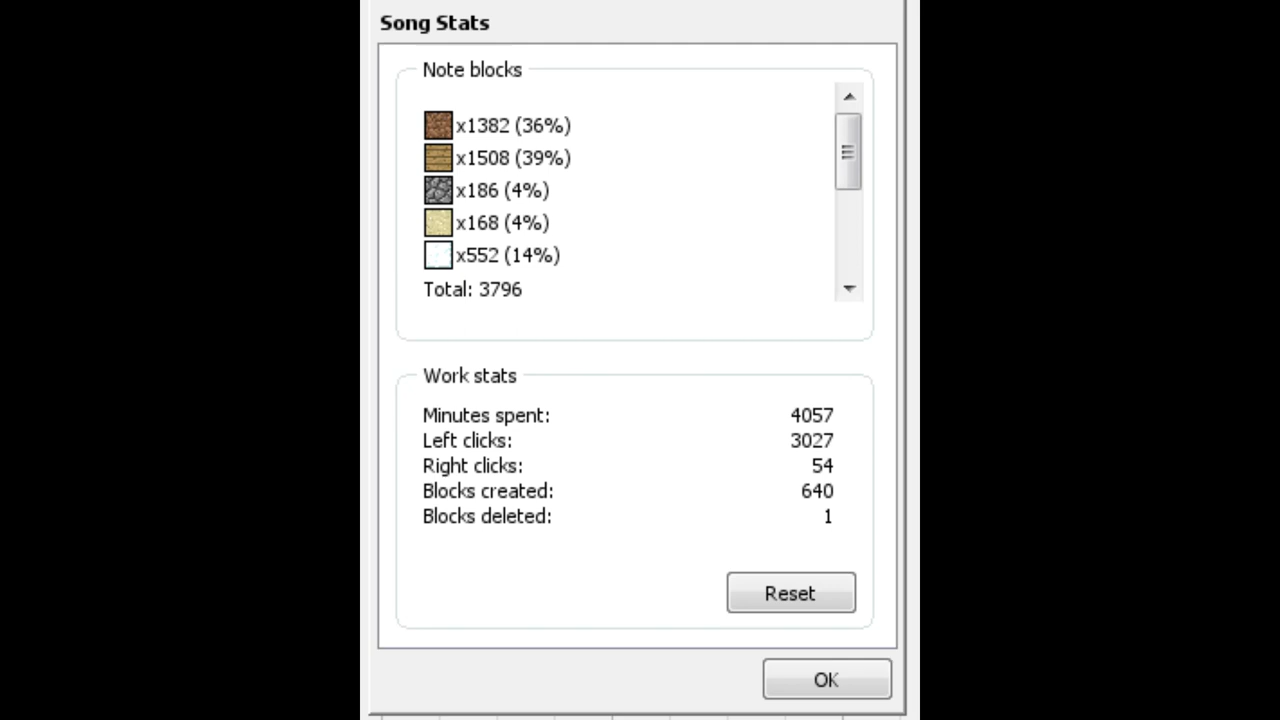 Song Stats
Note blocks
x1382 (36%)
x1508 (39%)
x186 (4%)
x168 (4%)
x552 (14%)
Total: 3796
Work stats
Minutes spent: 4057
Left clicks: 3027
Right clicks: 54
Blocks created: 640
Blocks deleted: 1
Reset
OK